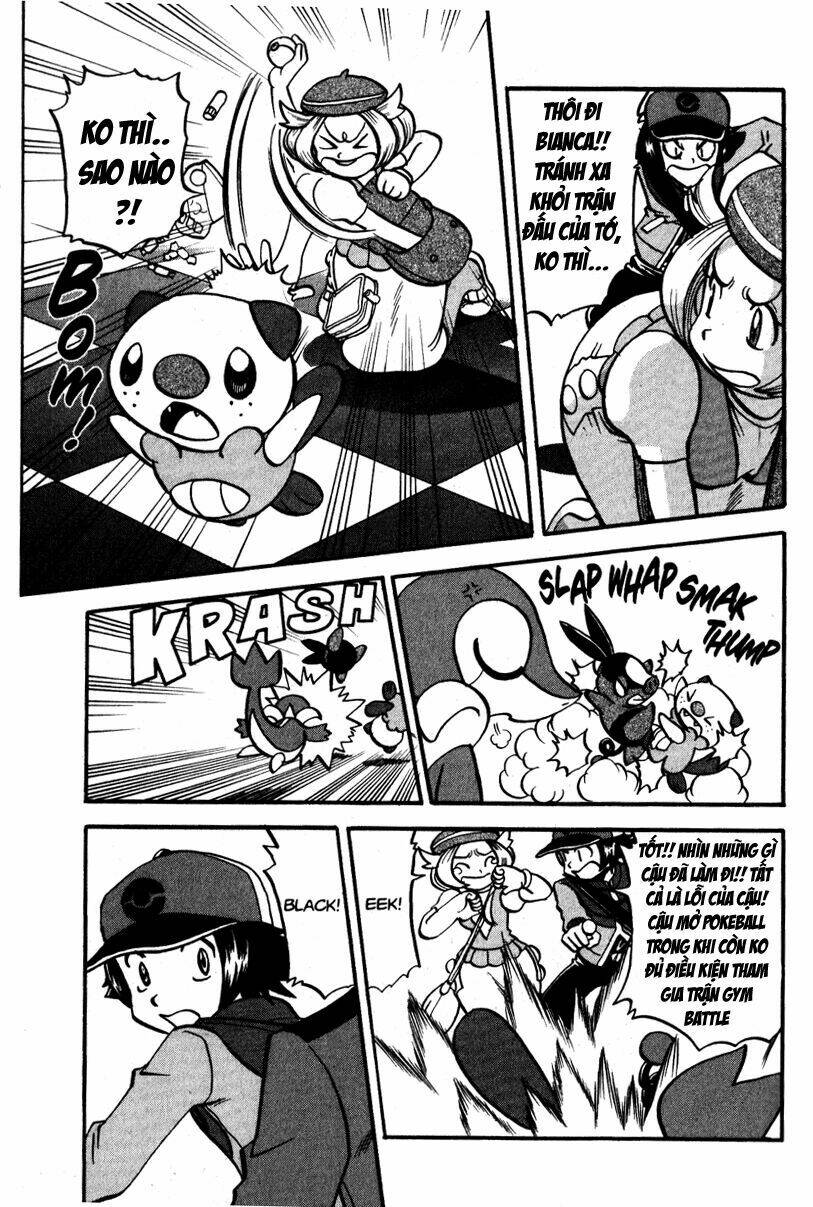 THÔI ĐI
BIANCA!!
TRÁNH XA
KHỎI TRẬN
ĐẤU CỦA TỚ,
KO THÌ...
KO THÌ..
SAO NÀO
?!
BOM!
SLAP WHAP SMAK
THUMP
KRASH
TỐT!! NHÌN NHỮNG GÌ
CẬU ĐÃ LÀM ĐI!! TẤT
CẢ LÀ LỖI CỦA CẬU!
CẬU MỞ POKEBALL
TRONG KHI CÒN KO
ĐỦ ĐIỀU KIỆN THAM
GIA TRẬN GYM
BATTLE
EEK!
BLACK!